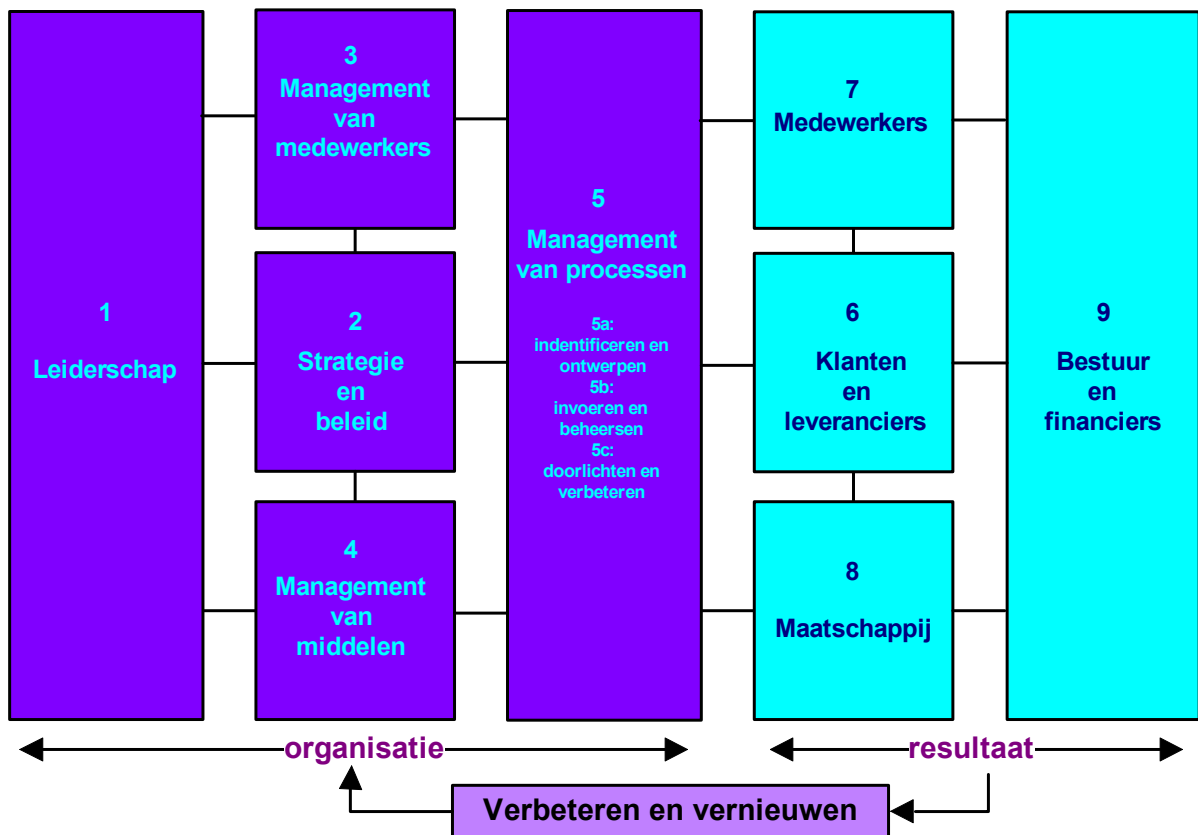 1
Leiderschap
3
Management
van
medewerkers
2
Strategie
en
beleid
4
Management
van
middelen
5
Management
van processen
5a:
indentificeren en
ontwerpen
5b:
invoeren en
beheersen
5c:
doorlichten en
verbeteren
7
Medewerkers
6
Klanten
en
leveranciers
8
Maatschappij
9
Bestuur
en
financiers
organisatie
resultaat
Verbeteren en vernieuwen